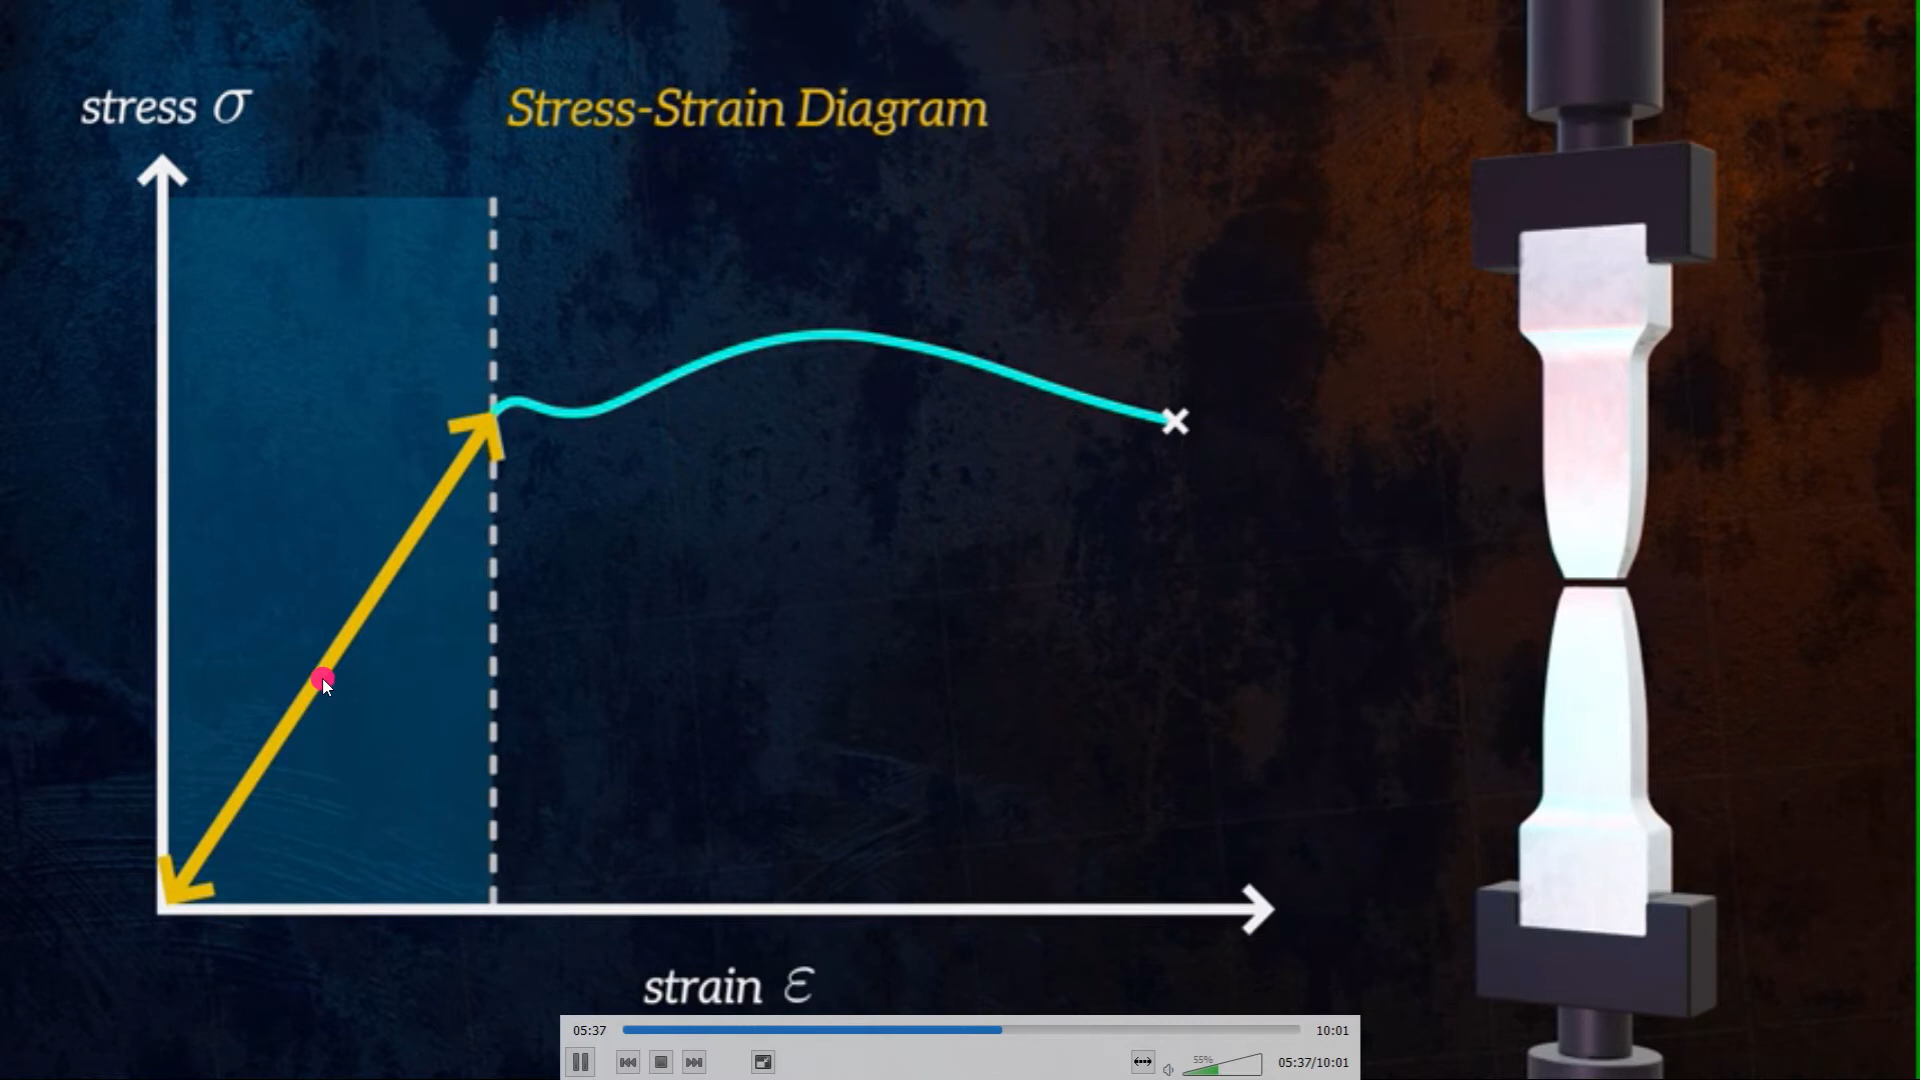 stress σ
Stress-Strain Diagram
strain ε
05:37
10:01
55%
05:37/10:01